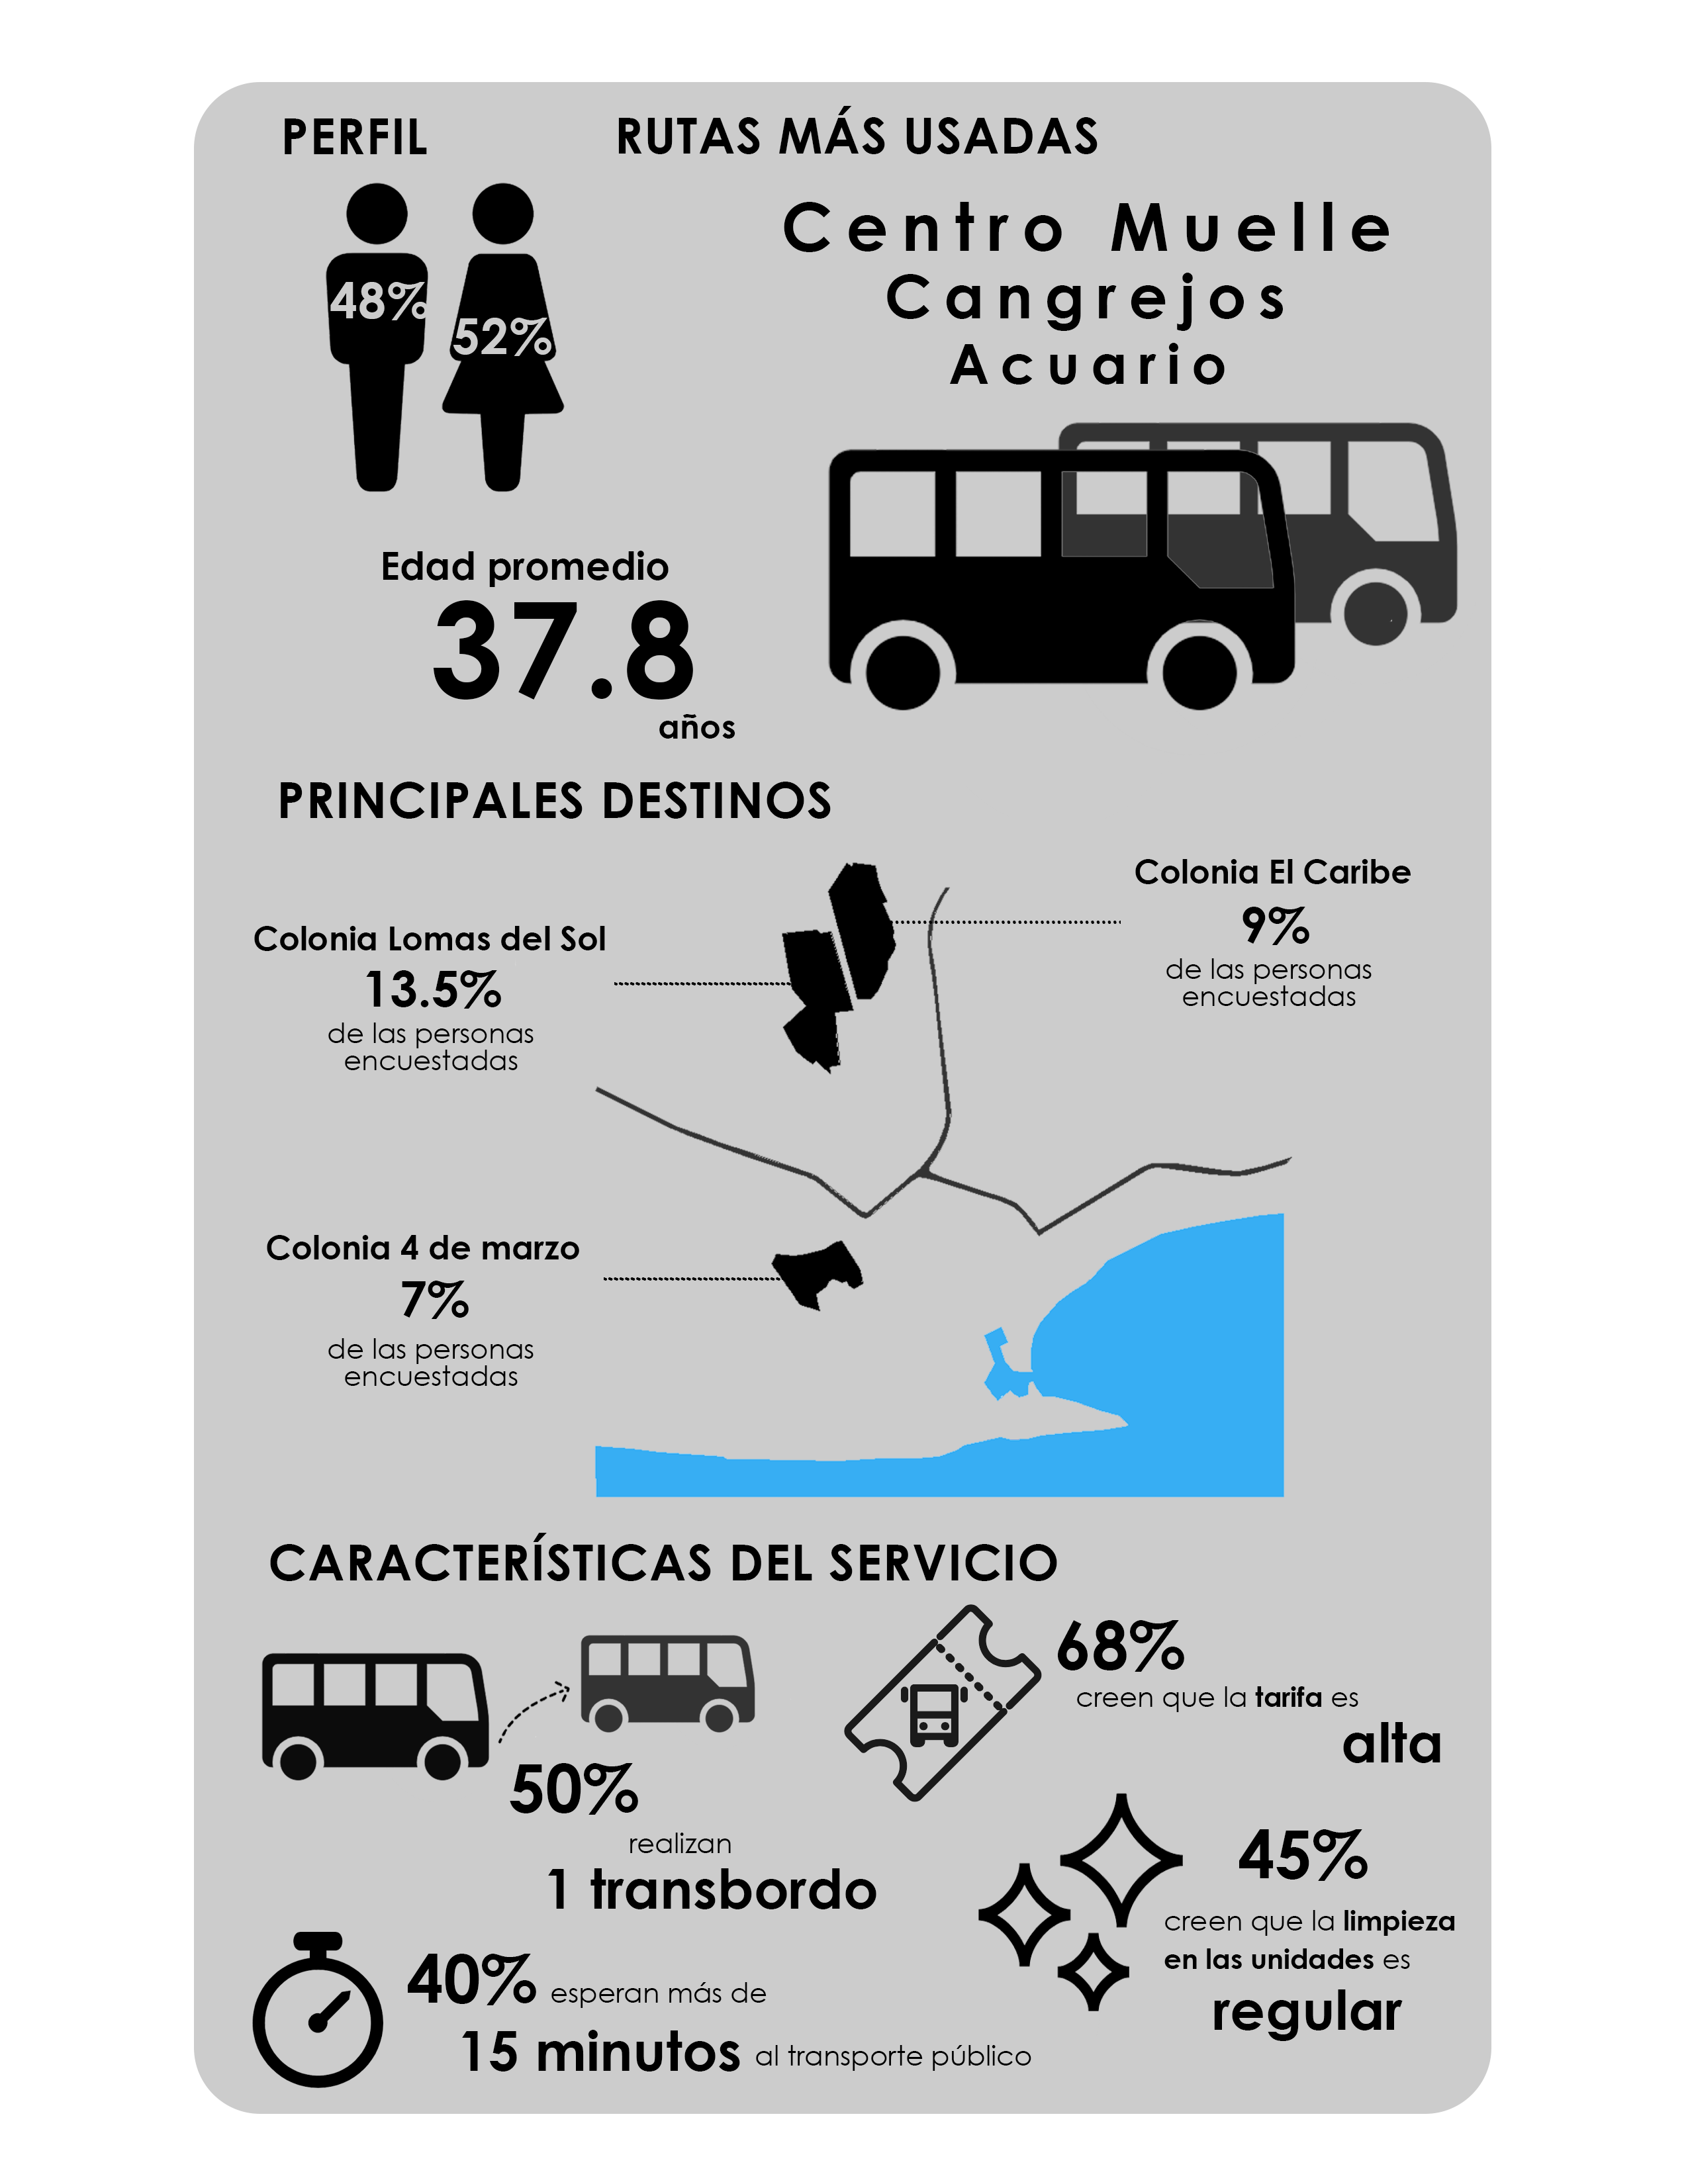 PERFIL
48%
52%
Edad promedio
37.8
años
RUTAS MÁS USADAS
Centro Muelle
Cangrejos
Acuario
PRINCIPALES DESTINOS
Colonia Lomas del Sol
13.5%
de las personas
encuestadas
Colonia El Caribe
9%
de las personas
encuestadas
Colonia 4 de marzo
7%
de las personas
encuestadas
CARACTERÍSTICAS DEL SERVICIO
50%
realizan
1 transbordo
68%
creen que la tarifa es
alta
45%
creen que la limpieza
en las unidades es
regular
40% esperan más de
15 minutos al transporte público